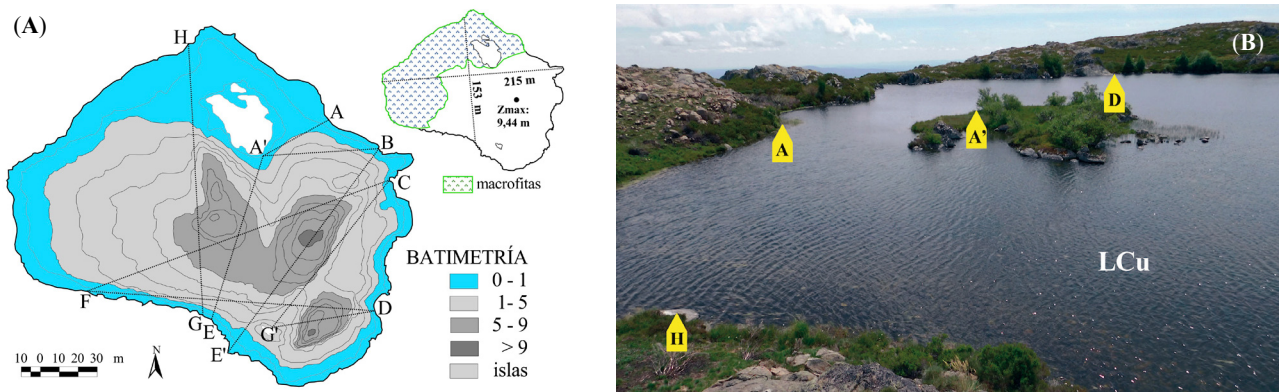 (A)
H
A
A'
B
C
D
F
G
E
E'
G'
215 m
153 m
Zmax:
9,44 m
macrofitas
BATIMETRÍA
0 - 1
1 - 5
5 - 9
> 9
islas
10 0 10 20 30 m
N
(B)
D
A
A'
LCu
H